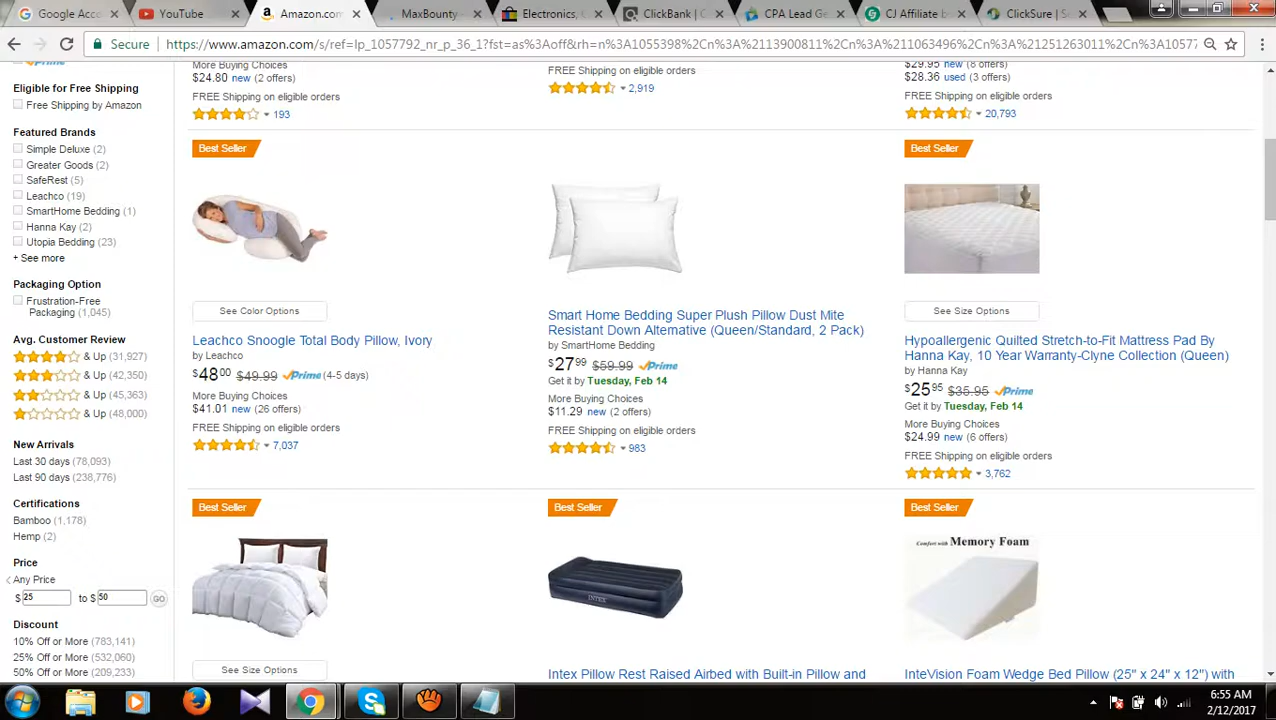 Google Acce
YouTube
Amazon.com
MaxBoun
Electronics, C
ClickBank | C
CPA Lead Ge
CJ Affiliate
ClickSure | Su
Secure
https://www.amazon.com/s/ref=lp_1057792_nr_p_36_1?fst=as%3Aoff&rh=n%3A1055398%2Cn%3A%2113900811%2Cn%3A1063496%2Cn%3A%211251263011%2Cn%3A10577
Prime
Eligible for Free Shipping
Free Shipping by Amazon
Featured Brands
Simple Deluxe (2)
Greater Goods (2)
SafeRest (5)
Leachco (19)
SmartHome Bedding (1)
Hanna Kay (2)
Utopia Bedding (23)
+ See more
Packaging Option
Frustration-Free
Packaging (1,045)
Avg. Customer Review
& Up (31,927)
& Up (42,350)
& Up (45,363)
& Up (48,000)
New Arrivals
Last 30 days (78,093)
Last 90 days (238,776)
Certifications
Bamboo (1,178)
Hemp (2)
Price
Any Price
$ 25 to $ 50 GO
Discount
10% Off or More (783,141)
25% Off or More (532,060)
50% Off or More (209,233)
More Buying Choices
$24.80 new (2 offers)
FREE Shipping on eligible orders
193
FREE Shipping on eligible orders
2,919
$29.95 new (8 offers)
$28.36 used (3 offers)
FREE Shipping on eligible orders
20,793
Best Seller
See Color Options
Leachco Snoogle Total Body Pillow, Ivory
by Leachco
$48 00 $49.99 Prime (4-5 days)
More Buying Choices
$41.01 new (26 offers)
FREE Shipping on eligible orders
7,037
Smart Home Bedding Super Plush Pillow Dust Mite
Resistant Down Alternative (Queen/Standard, 2 Pack)
by SmartHome Bedding
$27 99 $59.99 Prime
Get it by Tuesday, Feb 14
More Buying Choices
$11.29 new (2 offers)
FREE Shipping on eligible orders
983
Best Seller
See Size Options
Hypoallergenic Quilted Stretch-to-Fit Mattress Pad By
Hanna Kay, 10 Year Warranty-Clyne Collection (Queen)
by Hanna Kay
$25 95 $35.95 Prime
Get it by Tuesday, Feb 14
More Buying Choices
$24.99 new (6 offers)
FREE Shipping on eligible orders
3,762
Best Seller
See Size Options
Best Seller
INTEX
Intex Pillow Rest Raised Airbed with Built-in Pillow and
Best Seller
Comfort with Memory Foam
InteVision Foam Wedge Bed Pillow (25" x 24" x 12") with
6:55 AM
2/12/2017